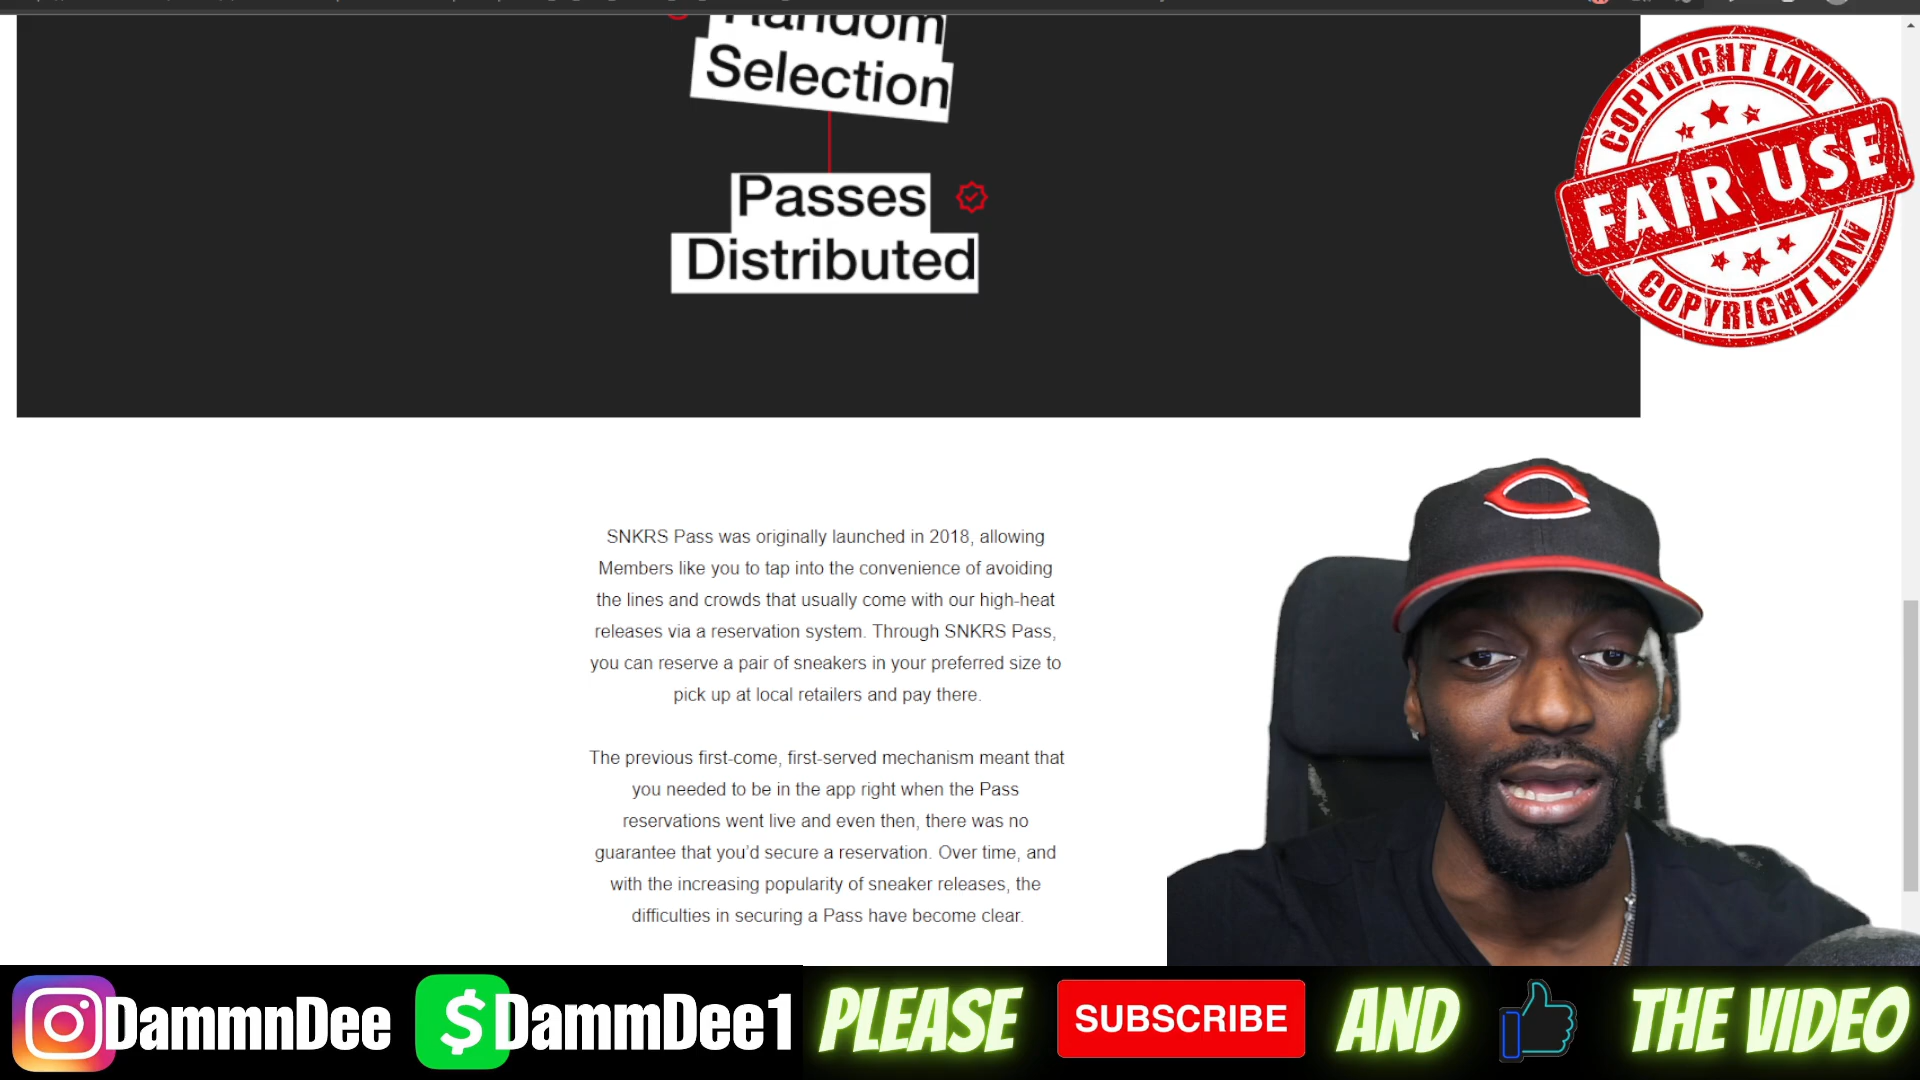 Random
Selection
Passes
Distributed
COPYRIGHT LAW
FAIR USE
COPYRIGHT LAW
SNKRS Pass was originally launched in 2018, allowing
Members like you to tap into the convenience of avoiding
the lines and crowds that usually come with our high-heat
releases via a reservation system. Through SNKRS Pass,
you can reserve a pair of sneakers in your preferred size to
pick up at local retailers and pay there.
The previous first-come, first-served mechanism meant that
you needed to be in the app right when the Pass
reservations went live and even then, there was no
guarantee that you’d secure a reservation. Over time, and
with the increasing popularity of sneaker releases, the
difficulties in securing a Pass have become clear.
DammnDee $ DammDee1 PLEASE SUBSCRIBE AND THE VIDEO